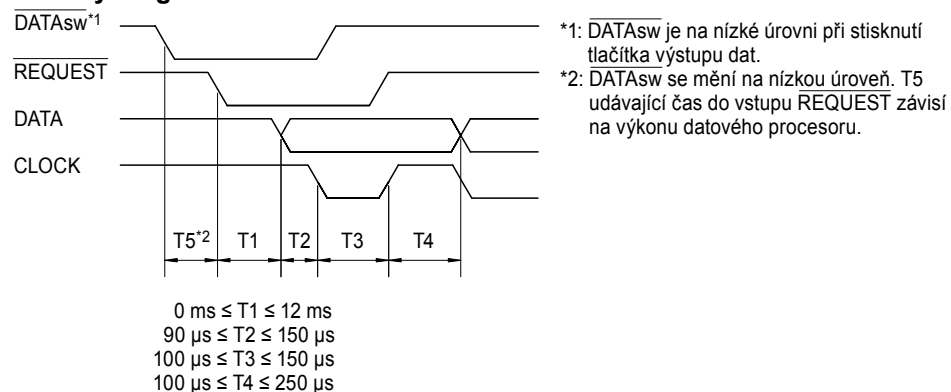 DATAsw*1
REQUEST
DATA
CLOCK
T5*2 T1 T2 T3 T4
0 ms ≤ T1 ≤ 12 ms
90 μs ≤ T2 ≤ 150 μs
100 μs ≤ T3 ≤ 150 μs
100 μs ≤ T4 ≤ 250 μs
*1: DATAsw je na nízké úrovni při stisknutí
tlačítka výstupu dat.
*2: DATAsw se mění na nízkou úroveň. T5
udávající čas do vstupu REQUEST závisí
na výkonu datového procesoru.